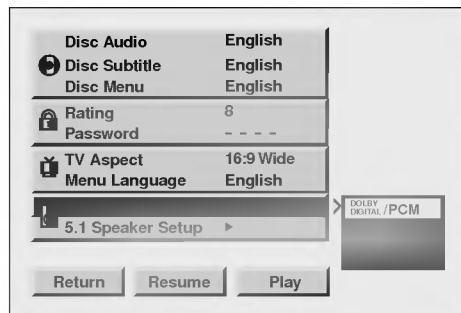 Disc Audio English
Disc Subtitle English
Disc Menu English
Rating 8
Password - - - -
TV Aspect 16:9 Wide
Menu Language English
DOLBY DIGITAL / PCM
5.1 Speaker Setup ►
Return Resume Play